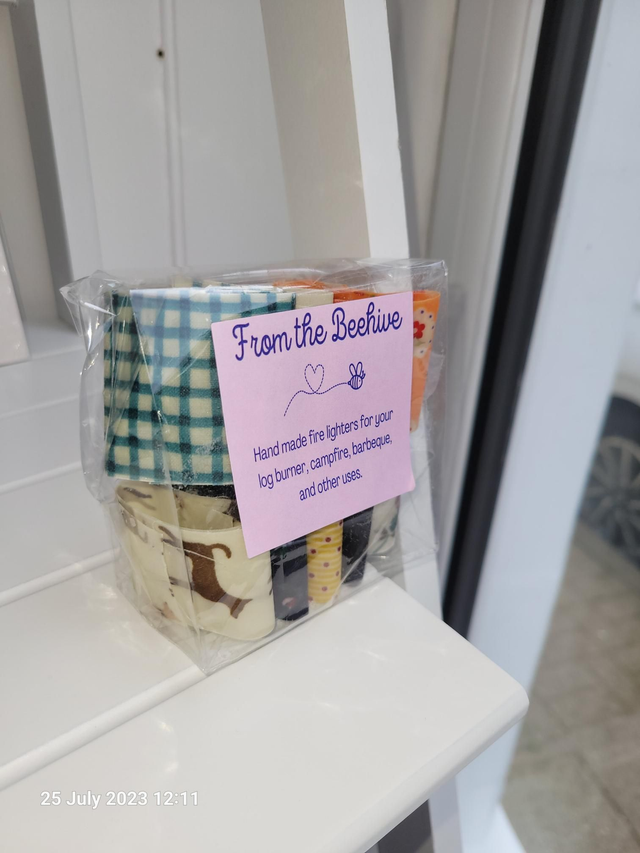 From the Beehive
Hand made fire lighters for your
log burner, campfire, barbeque,
and other uses.
25 July 2023 12:11